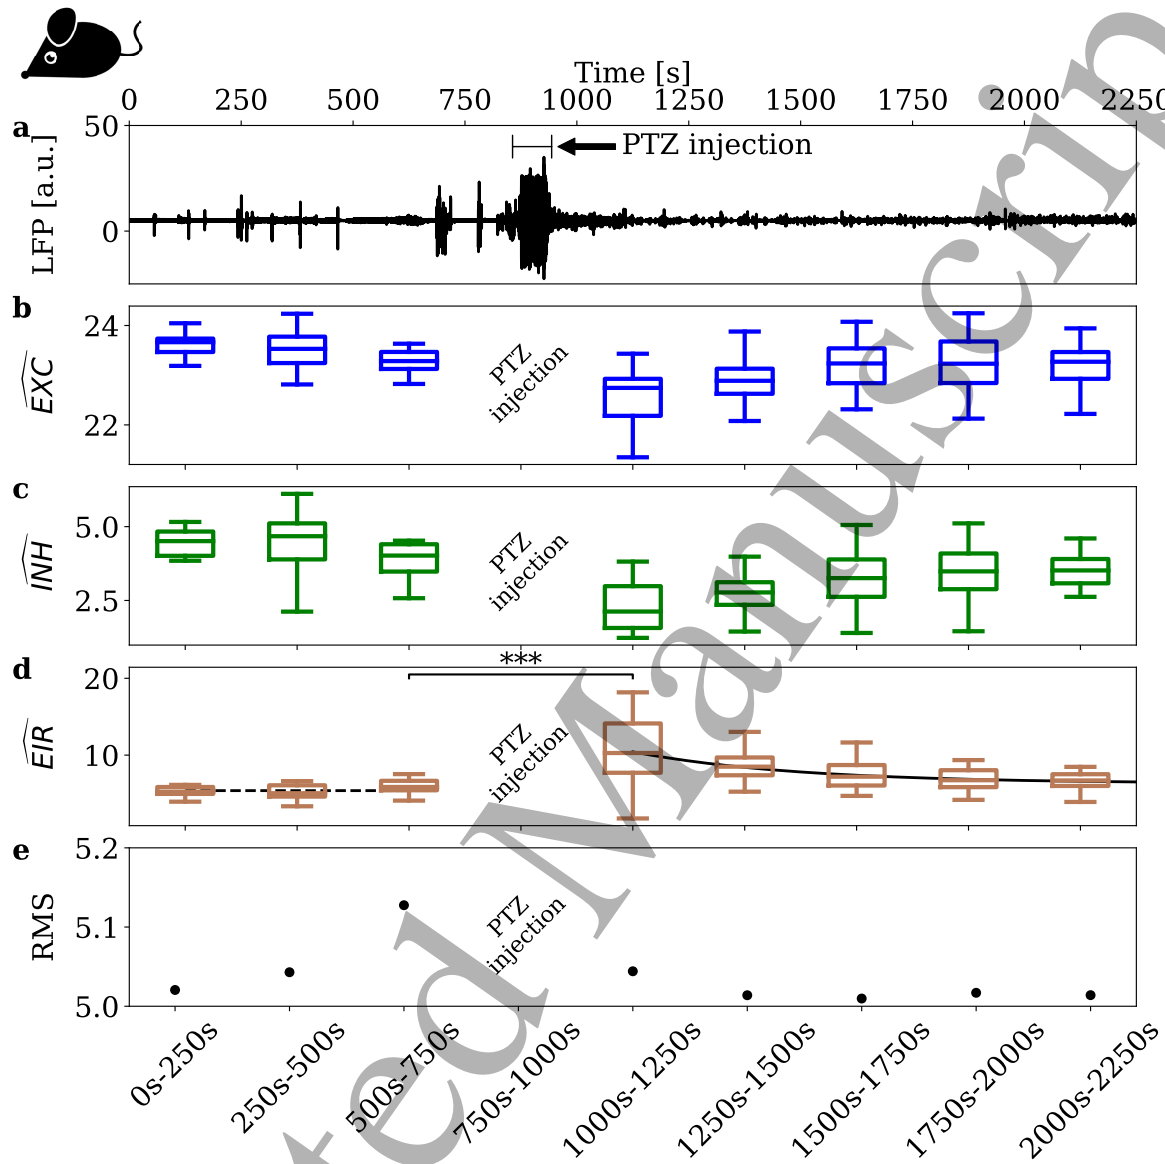 Time [s]
0 250 500 750 1000 1250 1500 1750 2000 2250
a
50
0
LFP [a.u.]
PTZ injection
b
24
22
EXC
PTZ
injection
c
5.0
2.5
INH
PTZ
injection
d
20
10
EIR
***
PTZ
injection
e
5.2
5.1
5.0
RMS
PTZ
injection
0s-250s
250s-500s
500s-750s
750s-1000s
1000s-1250s
1250s-1500s
1500s-1750s
1750s-2000s
2000s-2250s
ted Manuscrip